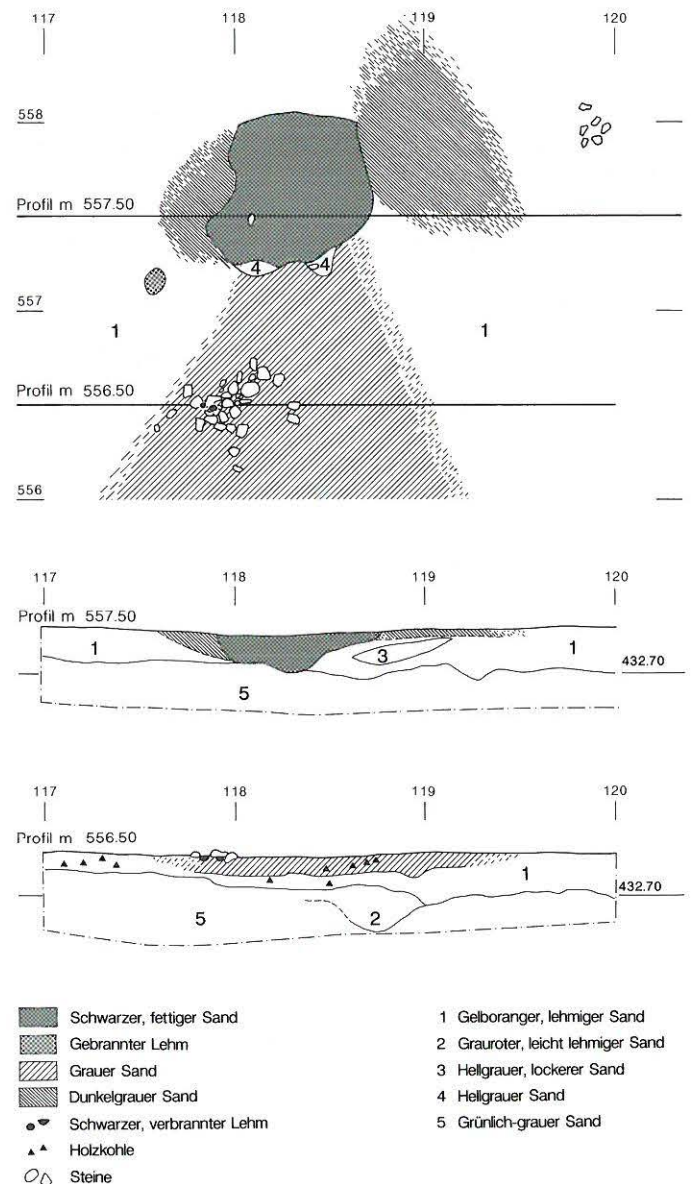 117 118 119 120
558
Profil m 557.50
4 4
557
1 1
Profil m 556.50
556
117 118 119 120
Profil m 557.50
1 3 1
432.70
5
117 118 119 120
Profil m 556.50
1
432.70
5 2
Schwarzer, fettiger Sand
Gebrannter Lehm
Grauer Sand
Dunkelgrauer Sand
Schwarzer, verbrannter Lehm
Holzkohle
Steine
1 Gelboranger, lehmiger Sand
2 Grauroter, leicht lehmiger Sand
3 Hellgrauer, lockerer Sand
4 Hellgrauer Sand
5 Grünlich-grauer Sand